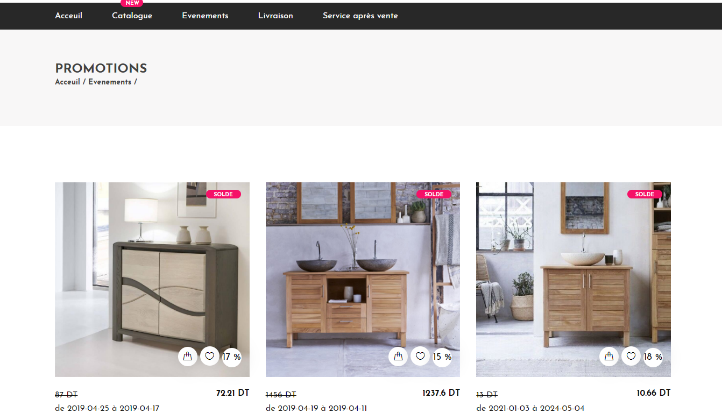 NEW
Acceuil Catalogue Evenements Livraison Service après vente
PROMOTIONS
Acceuil / Evenements /
SOLDE SOLDE SOLDE
17 % 15 % 18 %
87 DT 72.21 DT 1456 DT 1237.6 DT 13 DT 10.66 DT
de 2019-04-25 à 2019-04-17 de 2019-04-19 à 2019-04-11 de 2021-01-03 à 2024-05-04